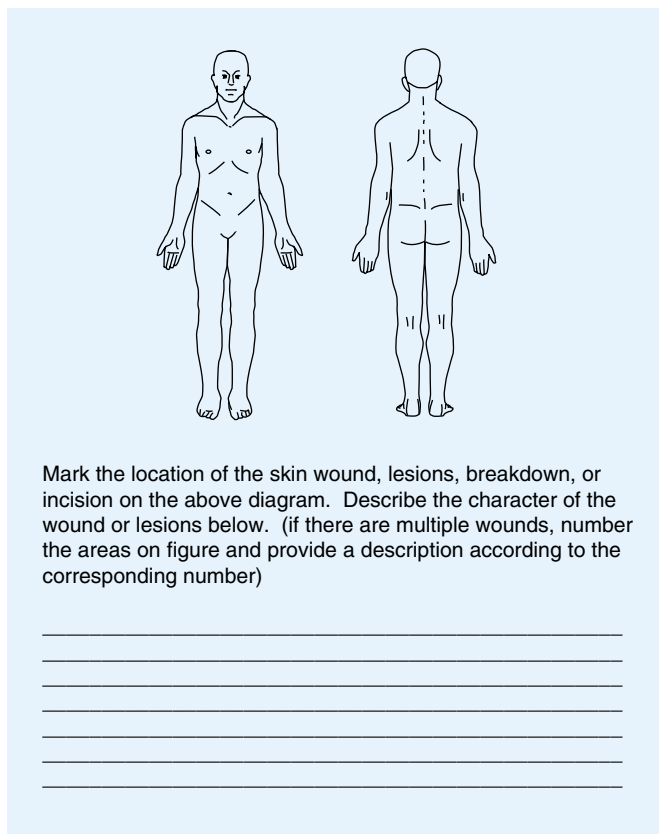 Mark the location of the skin wound, lesions, breakdown, or
incision on the above diagram.  Describe the character of the
wound or lesions below.  (if there are multiple wounds, number
the areas on figure and provide a description according to the
corresponding number)